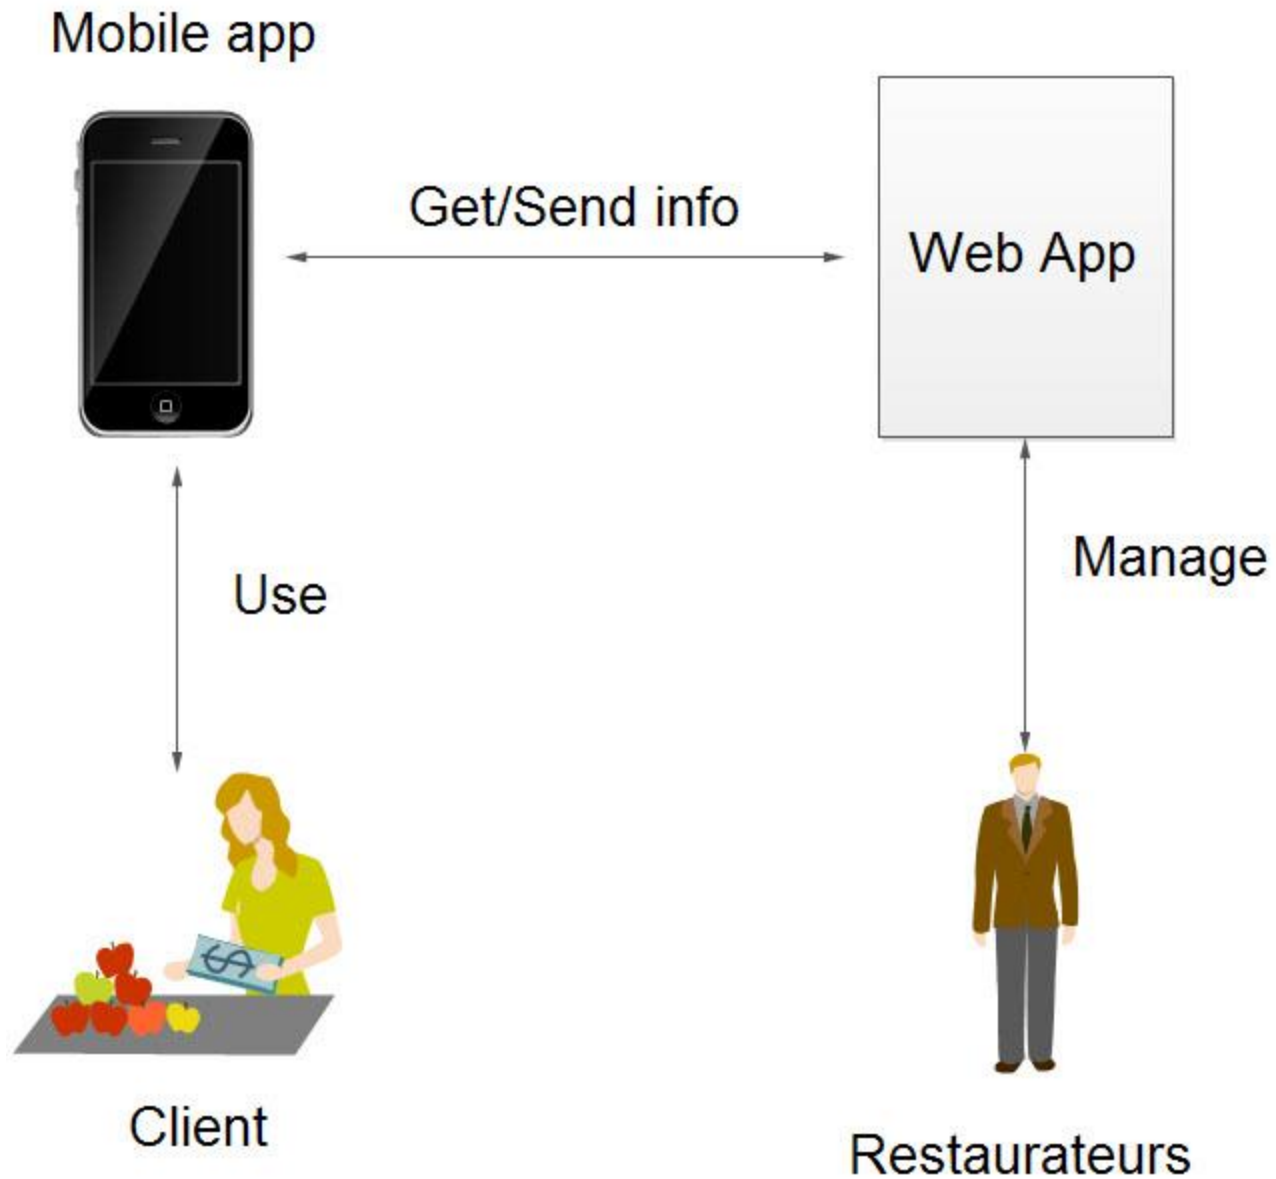 Mobile app
Get/Send info
Web App
Use
Manage
$
Client
Restaurateurs